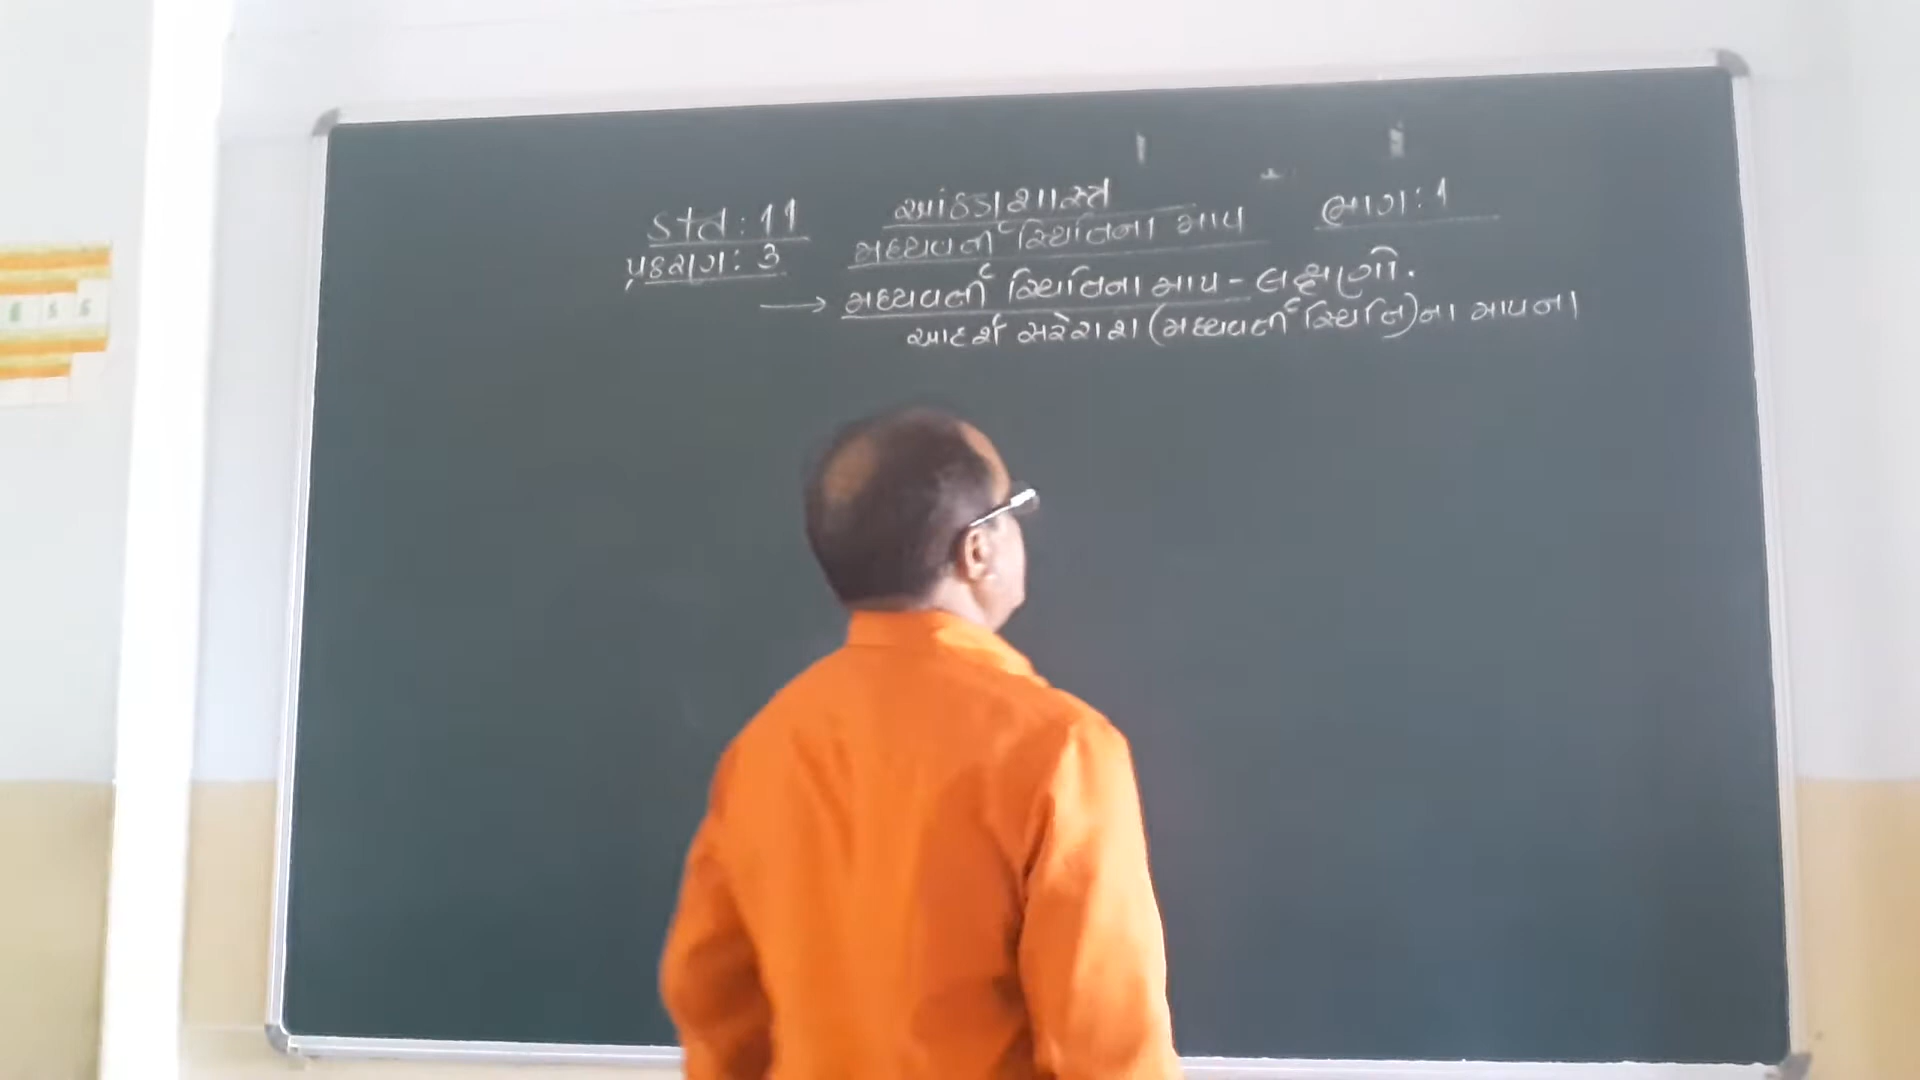 Std : 11 આંકડાશાસ્ત્ર ભાગ : 1
પ્રકરણ : 3 મધ્યવર્તી સ્થિતિના માપ
→ મધ્યવર્તી સ્થિતિના માપ - લક્ષણો.
આદર્શ સરેરાશ (મધ્યવર્તી સ્થિતિ)ના માપના